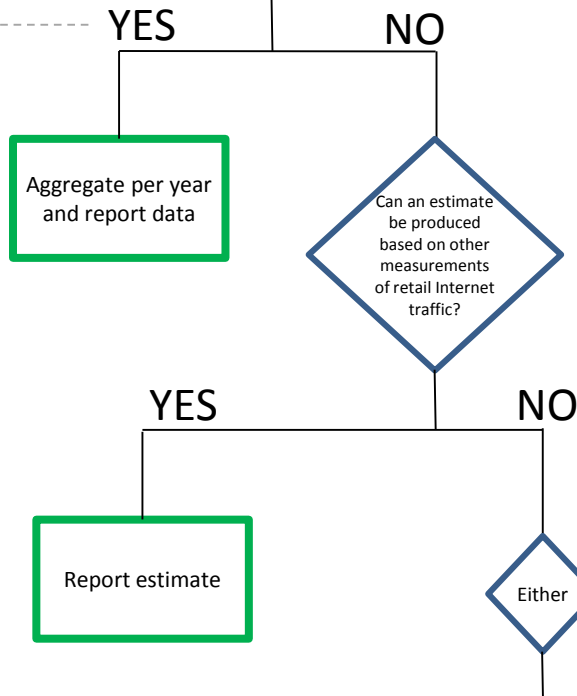 YES
NO
Aggregate per year
and report data
Can an estimate
be produced
based on other
measurements
of retail Internet
traffic?
YES
NO
Report estimate
Either